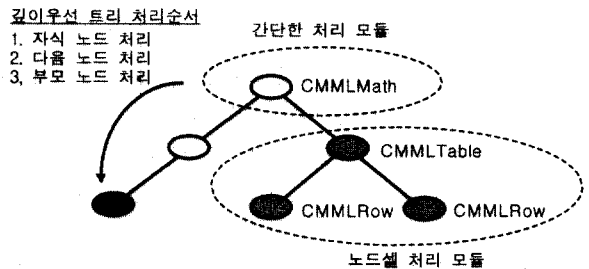 깊이우선 트리 처리순서
1. 자식 노드 처리
2. 다음 노드 처리
3, 부모 노드 처리
간단한 처리 모듈
CMMLMath
CMMLTable
CMMLRow
CMMLRow
노드셀 처리 모듈